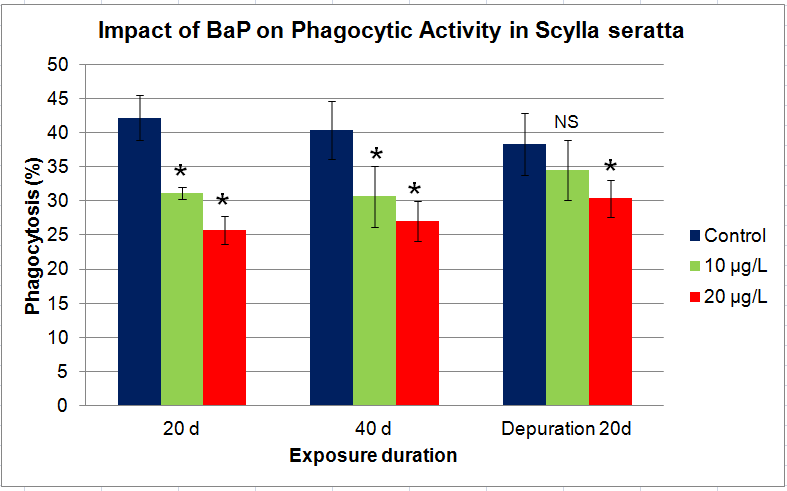 Impact of BaP on Phagocytic Activity in Scylla seratta
Phagocytosis (%)
50
45
40
35
30
25
20
15
10
5
0
* *
* *
NS *
20 d 40 d Depuration 20d
Exposure duration
Control
10 µg/L
20 µg/L